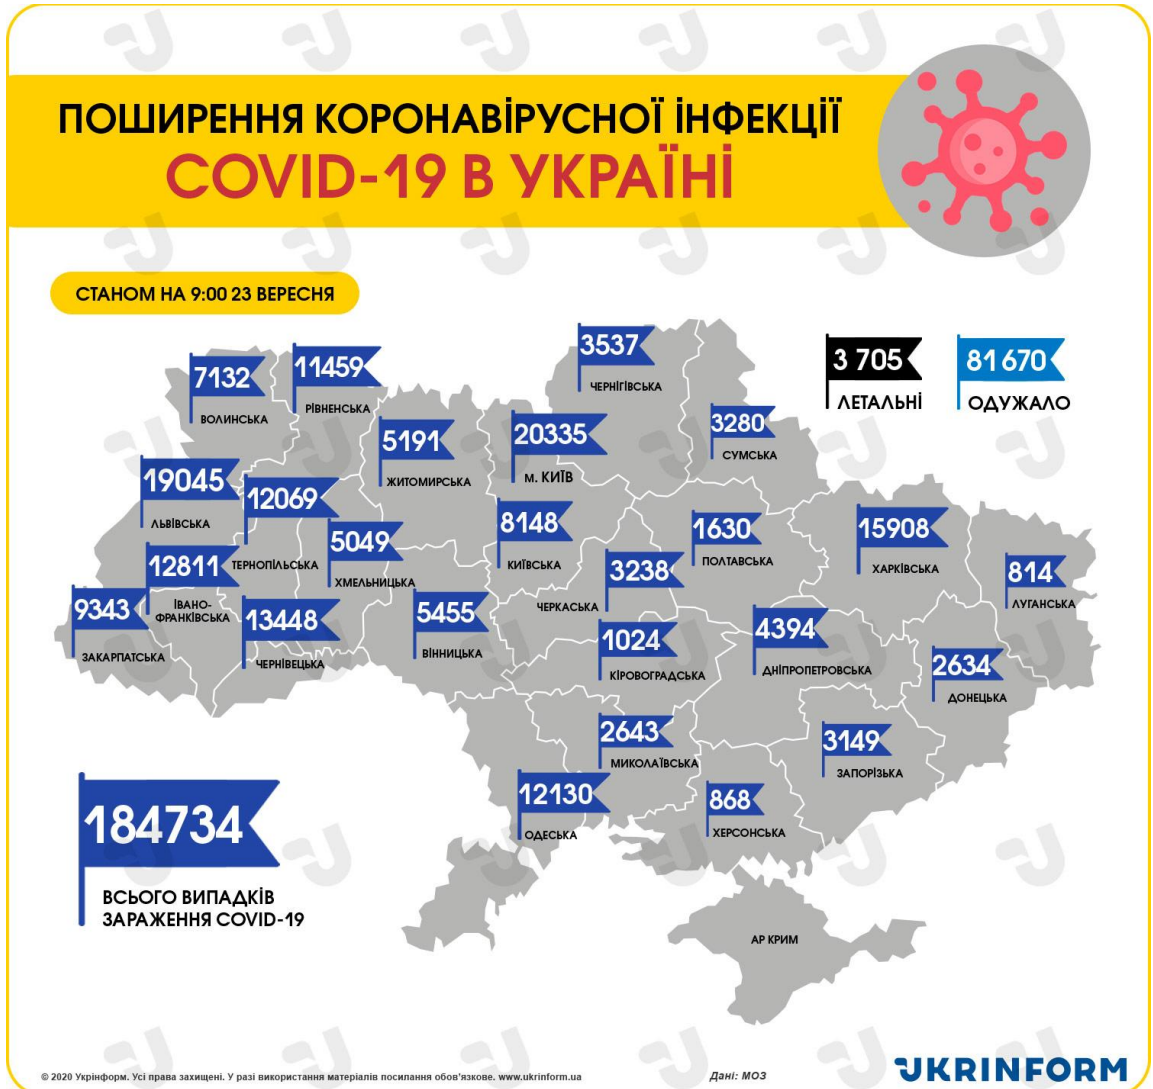 ПОШИРЕННЯ КОРОНАВІРУСНОЇ ІНФЕКЦІЇ
COVID-19 В УКРАЇНІ
СТАНОМ НА 9:00 23 ВЕРЕСНЯ
3 705
ЛЕТАЛЬНІ
81 670
ОДУЖАЛО
7132
ВОЛИНСЬКА
11459
РІВНЕНСЬКА
3537
ЧЕРНІГІВСЬКА
5191
ЖИТОМИРСЬКА
20335
м. КИЇВ
3280
СУМСЬКА
19045
ЛЬВІВСЬКА
12069
ТЕРНОПІЛЬСЬКА
5049
ХМЕЛЬНИЦЬКА
8148
КИЇВСЬКА
1630
ПОЛТАВСЬКА
15908
ХАРКІВСЬКА
12811
ІВАНО-
ФРАНКІВСЬКА
3238
ЧЕРКАСЬКА
814
ЛУГАНСЬКА
9343
ЗАКАРПАТСЬКА
13448
ЧЕРНІВЕЦЬКА
5455
ВІННИЦЬКА
1024
КІРОВОГРАДСЬКА
4394
ДНІПРОПЕТРОВСЬКА
2634
ДОНЕЦЬКА
2643
МИКОЛАЇВСЬКА
3149
ЗАПОРІЗЬКА
12130
ОДЕСЬКА
868
ХЕРСОНСЬКА
184734
ВСЬОГО ВИПАДКІВ
ЗАРАЖЕННЯ COVID-19
АР КРИМ
© 2020 Укрінформ. Усі права захищені. У разі використання матеріалів посилання обов'язкове. www.ukrinform.ua
Дані: МОЗ
UKRINFORM